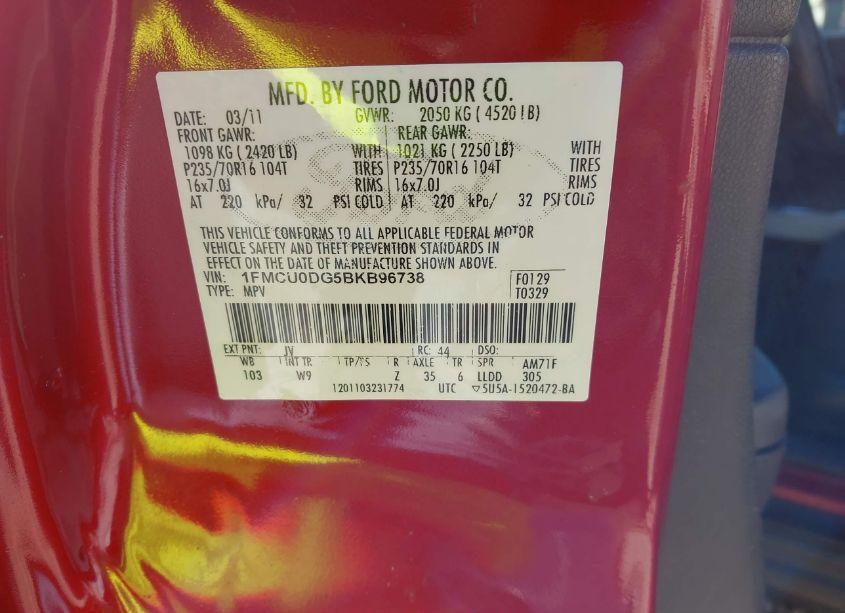 MFD. BY FORD MOTOR CO.
DATE: 03/11 GVWR: 2050 KG ( 4520 lB)
FRONT GAWR: REAR GAWR:
1098 KG ( 2420 LB) WITH 1021 KG ( 2250 LB) WITH
P235/70R16 104T TIRES P235/70R16 104T TIRES
16x7.0J RIMS 16x7.0J RIMS
AT 220 kPa/ 32 PSI COLD AT 220 kPa/ 32 PSI COLD
THIS VEHICLE CONFORMS TO ALL APPLICABLE FEDERAL MOTOR
VEHICLE SAFETY AND THEFT PREVENTION STANDARDS IN
EFFECT ON THE DATE OF MANUFACTURE SHOWN ABOVE.
VIN: 1FMCU0DG5BKB96738 F0129
TYPE: MPV T0329
EXT PNT: JV RC: 44 DSO:
WB INT TR TP/PS R AXLE TR SPR AM71F
103 W9 Z 35 6 LLDD 305
1201103231774 UTC ▽5U5A-1520472-BA